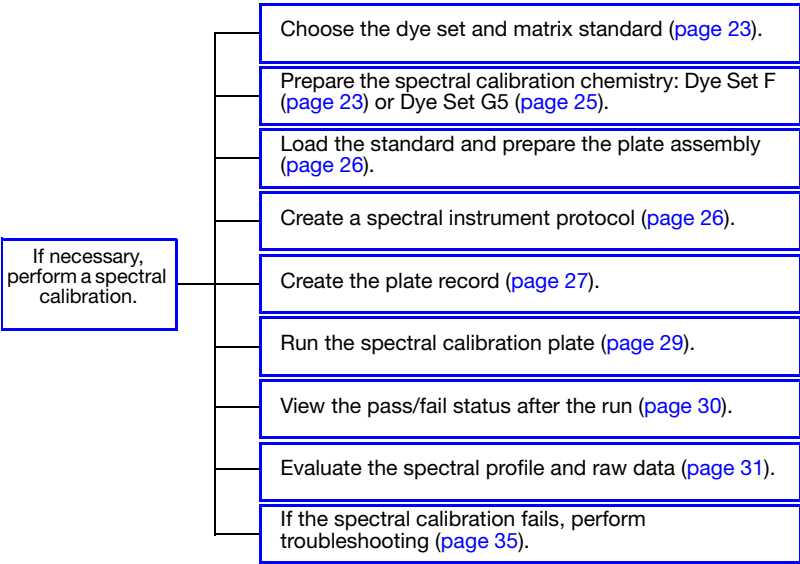 If necessary,
perform a spectral
calibration.
Choose the dye set and matrix standard (page 23).
Prepare the spectral calibration chemistry: Dye Set F
(page 23) or Dye Set G5 (page 25).
Load the standard and prepare the plate assembly
(page 26).
Create a spectral instrument protocol (page 26).
Create the plate record (page 27).
Run the spectral calibration plate (page 29).
View the pass/fail status after the run (page 30).
Evaluate the spectral profile and raw data (page 31).
If the spectral calibration fails, perform
troubleshooting (page 35).